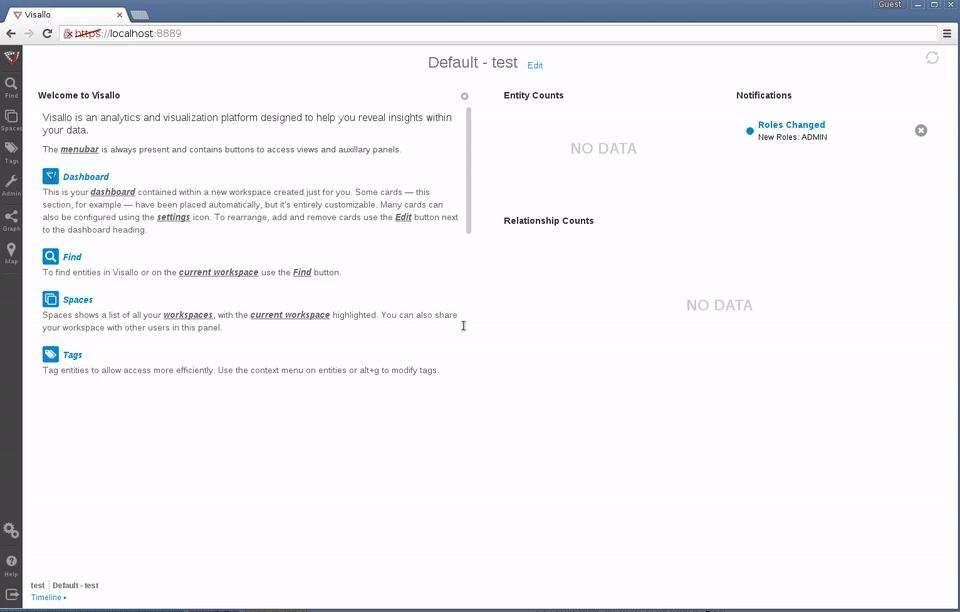 Guest
Visallo
https://localhost:8889
Default - test Edit
Find
Spaces
Tags
Admin
Graph
Map
Help
Welcome to Visallo
Visallo is an analytics and visualization platform designed to help you reveal insights within
your data.
The menubar is always present and contains buttons to access views and auxillary panels.
Dashboard
This is your dashboard contained within a new workspace created just for you. Some cards — this
section, for example — have been placed automatically, but it's entirely customizable. Many cards can
also be configured using the settings icon. To rearrange, add and remove cards use the Edit button next
to the dashboard heading.
Find
To find entities in Visallo or on the current workspace use the Find button.
Spaces
Spaces shows a list of all your workspaces, with the current workspace highlighted. You can also share
your workspace with other users in this panel.
Tags
Tag entities to allow access more efficiently. Use the context menu on entities or alt+g to modify tags.
Entity Counts
NO DATA
Relationship Counts
NO DATA
Notifications
Roles Changed
New Roles: ADMIN
test Default - test
Timeline ▸